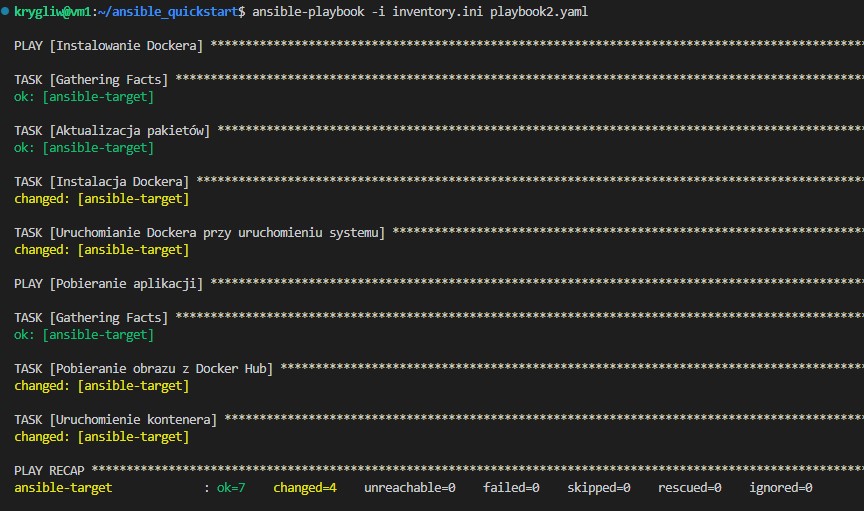 krygliw@vm1:~/ansible_quickstart$ ansible-playbook -i inventory.ini playbook2.yaml
PLAY [Instalowanie Dockera] **********************************************************************************************
TASK [Gathering Facts] ***************************************************************************************************
ok: [ansible-target]
TASK [Aktualizacja pakietów] *********************************************************************************************
ok: [ansible-target]
TASK [Instalacja Dockera] ************************************************************************************************
changed: [ansible-target]
TASK [Uruchomianie Dockera przy uruchomieniu systemu] ********************************************************************
changed: [ansible-target]
PLAY [Pobieranie aplikacji] **********************************************************************************************
TASK [Gathering Facts] ***************************************************************************************************
ok: [ansible-target]
TASK [Pobieranie obrazu z Docker Hub] ************************************************************************************
changed: [ansible-target]
TASK [Uruchomienie kontenera] ********************************************************************************************
changed: [ansible-target]
PLAY RECAP ***************************************************************************************************************
ansible-target : ok=7 changed=4 unreachable=0 failed=0 skipped=0 rescued=0 ignored=0